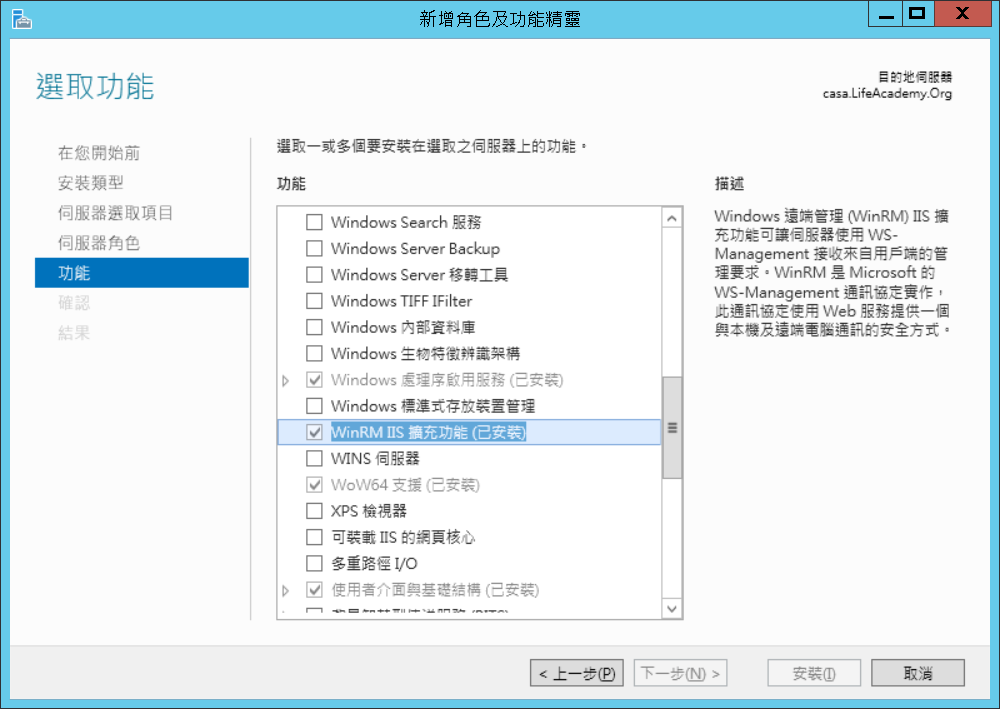 新增角色及功能精靈
選取功能
目的地伺服器
casa.LifeAcademy.Org
在您開始前
安裝類型
伺服器選取項目
伺服器角色
功能
確認
結果
選取一或多個要安裝在選取之伺服器上的功能。
功能
Windows Search 服務
Windows Server Backup
Windows Server 移轉工具
Windows TIFF IFilter
Windows 內部資料庫
Windows 生物特徵辨識架構
Windows 處理序啟用服務 (已安裝)
Windows 標準式存放裝置管理
WinRM IIS 擴充功能 (已安裝)
WINS 伺服器
WoW64 支援 (已安裝)
XPS 檢視器
可裝載 IIS 的網頁核心
多重路徑 I/O
使用者介面與基礎結構 (已安裝)
描述
Windows 遠端管理 (WinRM) IIS 擴
充功能可讓伺服器使用 WS-
Management 接收來自用戶端的管
理要求。WinRM 是 Microsoft 的
WS-Management 通訊協定實作，
此通訊協定使用 Web 服務提供一個
與本機及遠端電腦通訊的安全方式。
< 上一步(P)
下一步(N) >
安裝(I)
取消